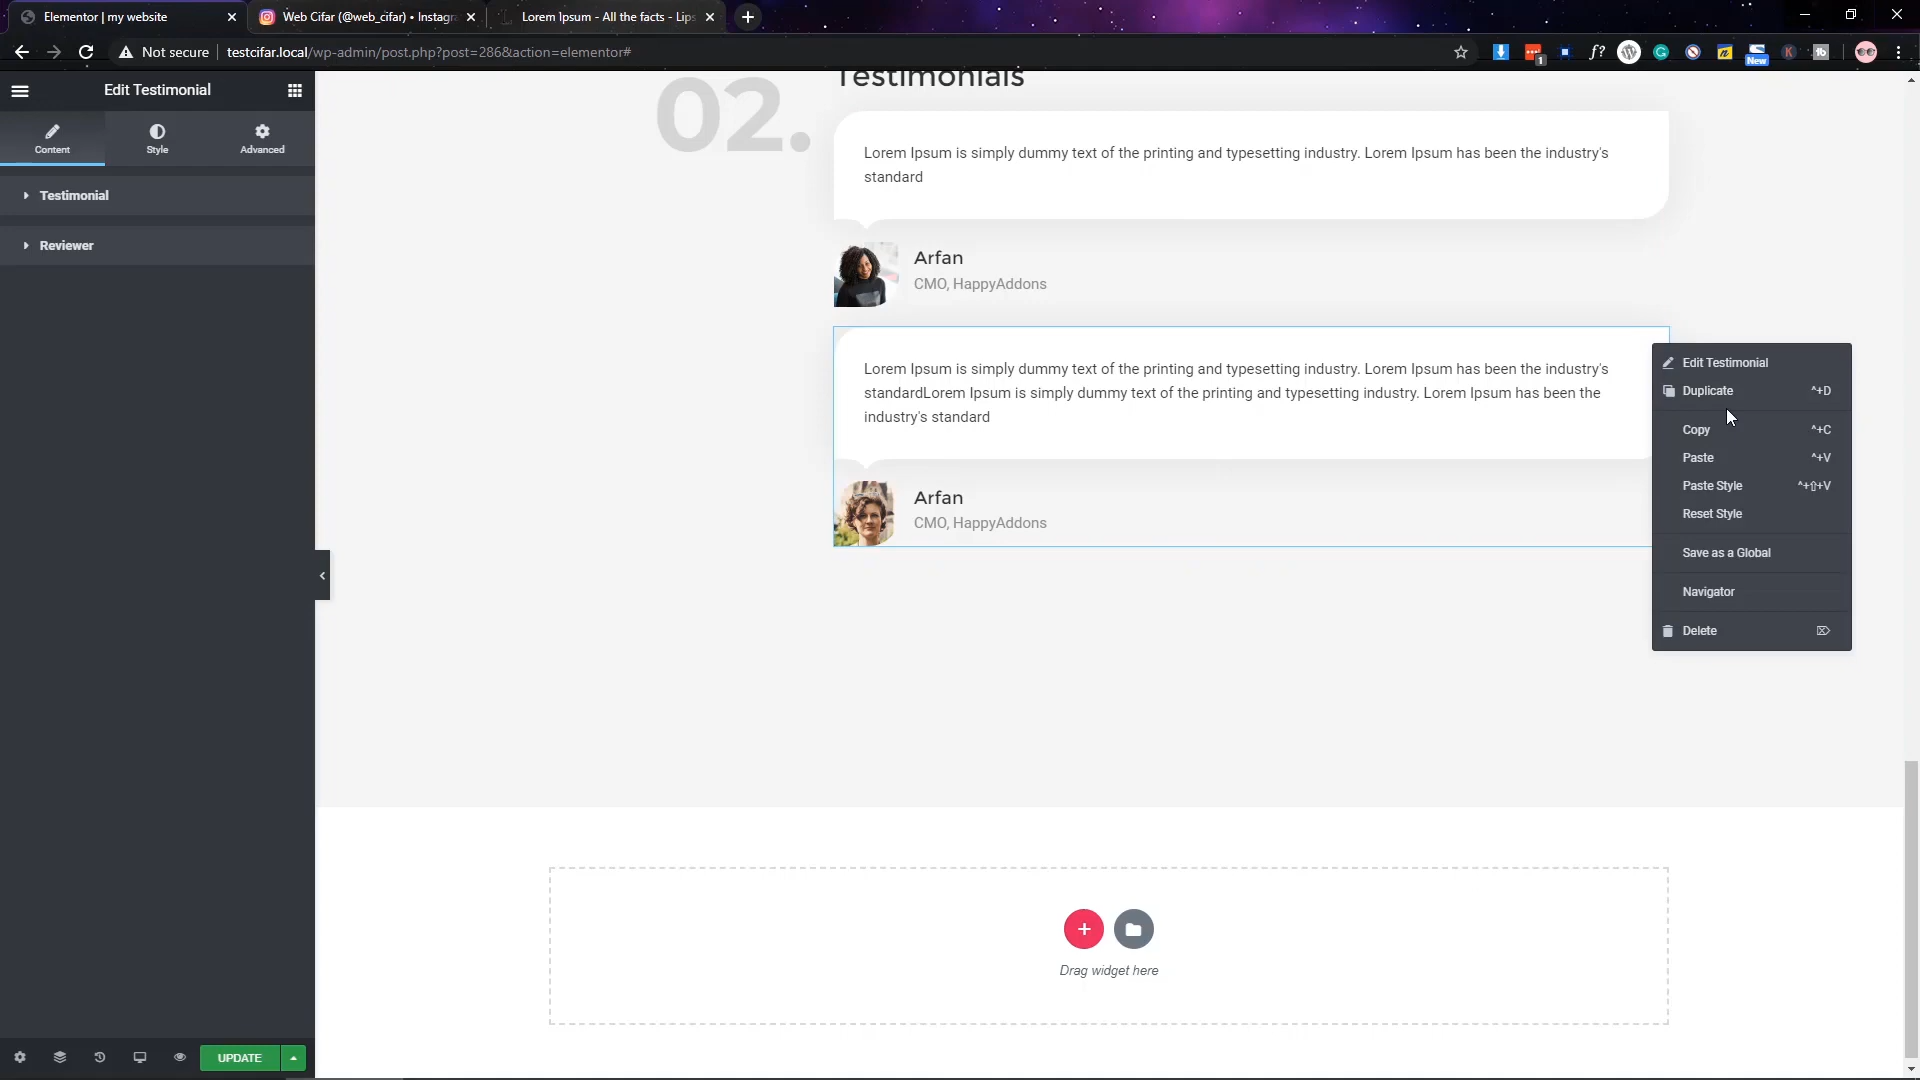 Elementor | my website
Web Cifar (@web_cifar) • Instagr
Lorem Ipsum - All the facts - Lips
Not secure
testcifar.local/wp-admin/post.php?post=286&action=elementor#
1
f?
New
Edit Testimonial
Content
Style
Advanced
Testimonial
Reviewer
UPDATE
02.
Testimonials
Lorem Ipsum is simply dummy text of the printing and typesetting industry. Lorem Ipsum has been the industry's
standard
Arfan
CMO, HappyAddons
Lorem Ipsum is simply dummy text of the printing and typesetting industry. Lorem Ipsum has been the industry's
standardLorem Ipsum is simply dummy text of the printing and typesetting industry. Lorem Ipsum has been the
industry's standard
Arfan
CMO, HappyAddons
Edit Testimonial
Duplicate ^+D
Copy ^+C
Paste ^+V
Paste Style ^+⇧+V
Reset Style
Save as a Global
Navigator
Delete ⌦
Drag widget here